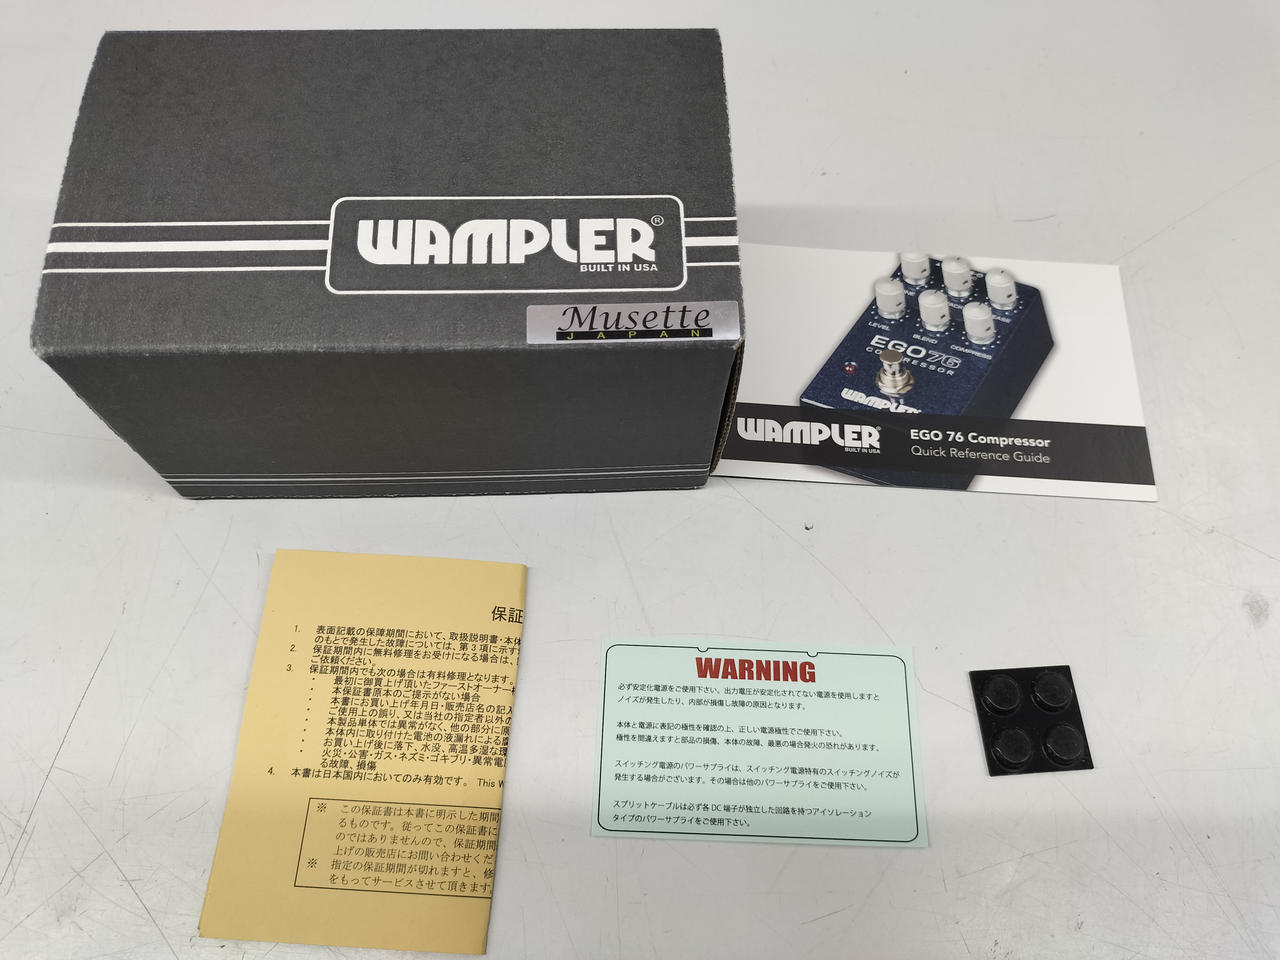 WAMPLER®
BUILT IN USA
Musette
JAPAN
LEVEL
BLEND
COMPRESS
EGO 76
COMPRESSOR
WAMPLER
WAMPLER®
BUILT IN USA
EGO 76 Compressor
Quick Reference Guide
保証
1. 表面記載の保障期間において、取扱説明書・本体
のもとで発生した故障については、第3項に示す
2. 保証期間内に無料修理をお受けになる場合は、
ご依頼ください。
3. 保証期間内でも次の場合は有料修理となります。
・ 最初に御買上げ頂いたファーストオーナー
・ 本保証書原本のご提示がない場合
・ 本書にお買い上げ年月日・販売店名の記入
・ ご使用上の誤り、又は当社の指定者以外の
・ 本製品単体では異常がなく、他の部分に原
・ 本体内に取り付けた電池の液漏れによる
・ お買い上げ後に落下、水没、高温多湿な
・ 火災・公害・ガス・ネズミ・ゴキブリ・異常電
る故障、損傷
4. 本書は日本国内においてのみ有効です。 This W
※ この保証書は本書に明示した期間
るものです。従ってこの保証書に
のではありませんので、保証期間
上げの販売店にお問い合わせくだ
※ 指定の保証期間が切れますと、修
をもってサービスさせて頂きます。
WARNING
必ず安定化電源をご使用下さい。出力電圧が安定化されてない電源を使用しますと
ノイズが発生したり、内部が損傷し故障の原因となります。
本体と電源に表記の極性を確認の上、正しい電源極性でご使用下さい。
極性を間違えますと部品の損傷、本体の故障、最悪の場合発火の恐れがあります。
スイッチング電源のパワーサプライは、スイッチング電源特有のスイッチングノイズが
発生する場合がございます。その場合は他のパワーサプライをご使用下さい。
スプリットケーブルは必ず各DC端子が独立した回路を持つアイソレーション
タイプのパワーサプライをご使用下さい。